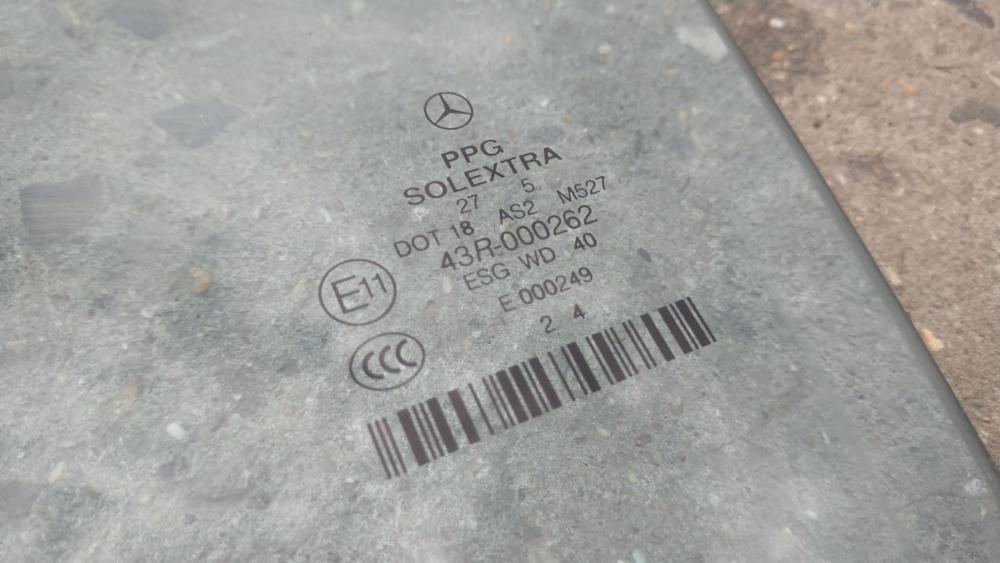 PPG
SOLEXTRA
27 5
DOT 18 AS2 M527
43R-000262
ESG WD 40
E11
E 000249
CCC
2 4